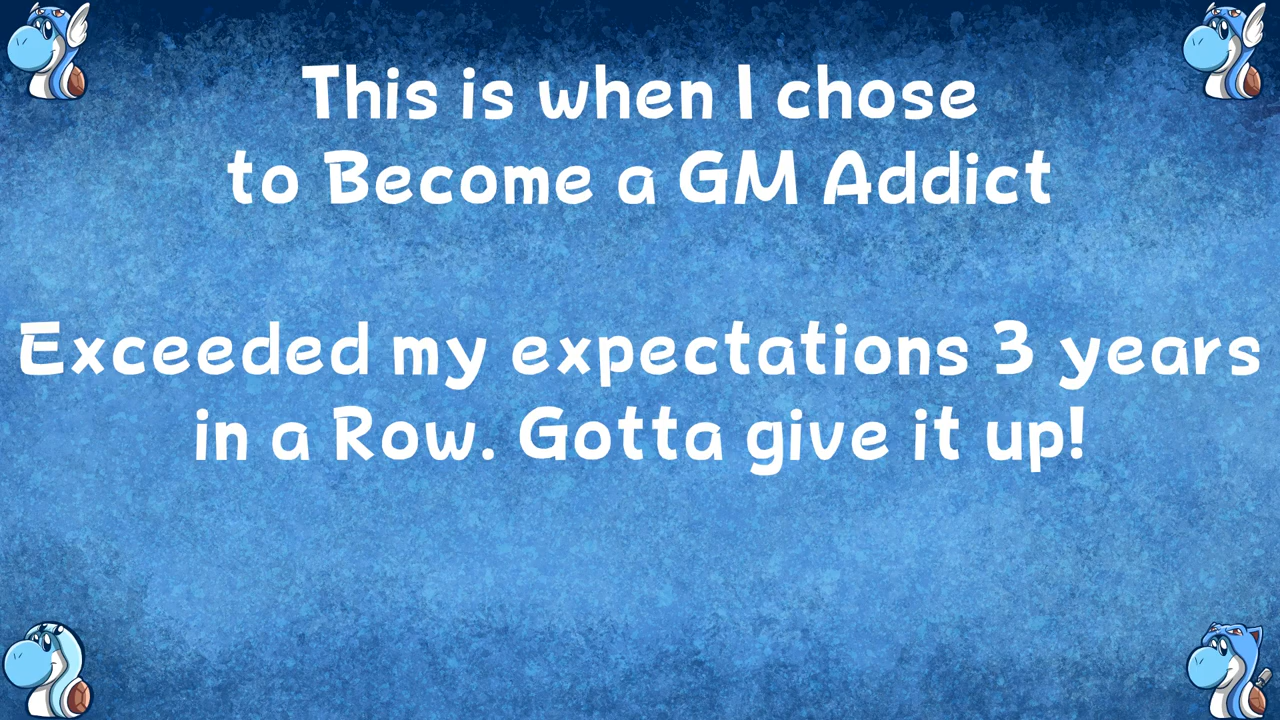 This is when I chose
to Become a GM Addict
Exceeded my expectations 3 years
in a Row. Gotta give it up!